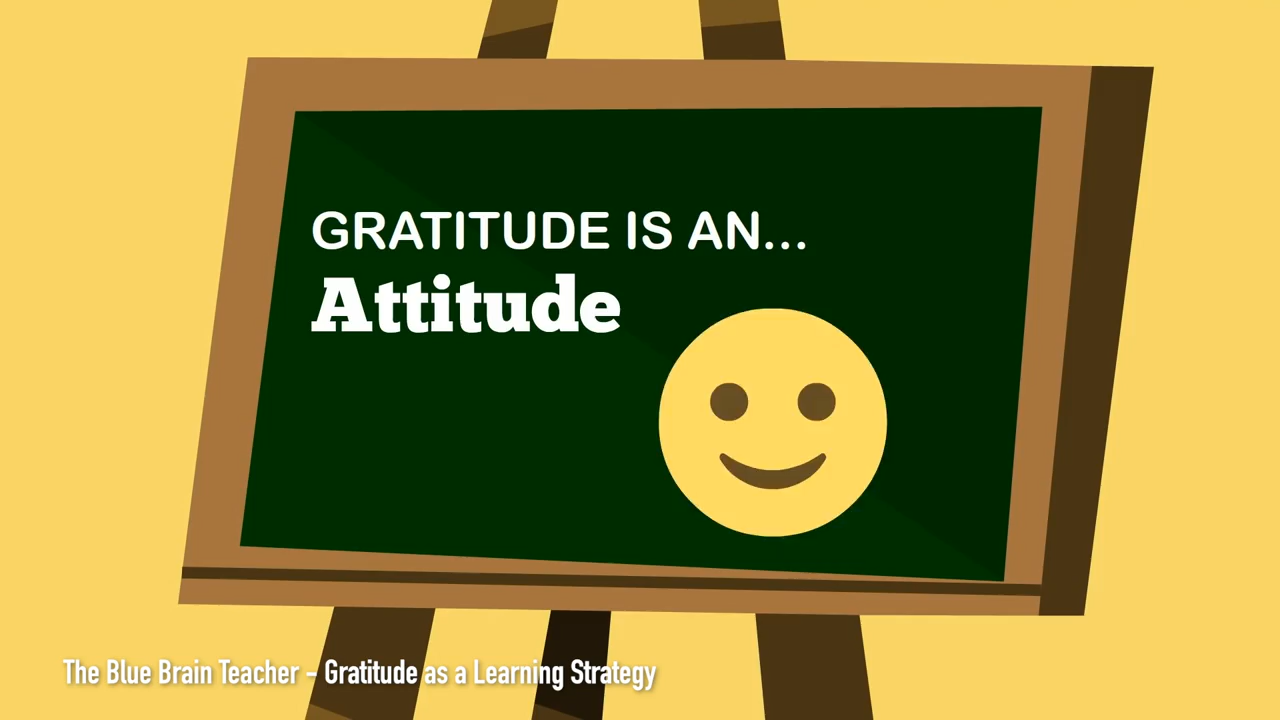 GRATITUDE IS AN...
Attitude
The Blue Brain Teacher - Gratitude as a Learning Strategy